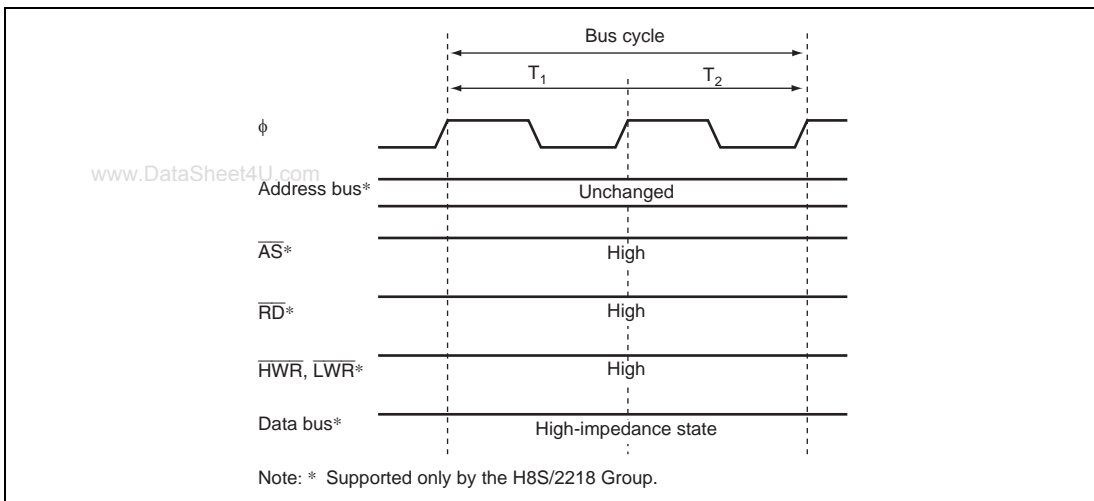 Bus cycle
T1 T2
ϕ
www.DataSheet4U.com
Address bus* Unchanged
AS* High
RD* High
HWR, LWR* High
Data bus* High-impedance state
Note: * Supported only by the H8S/2218 Group.